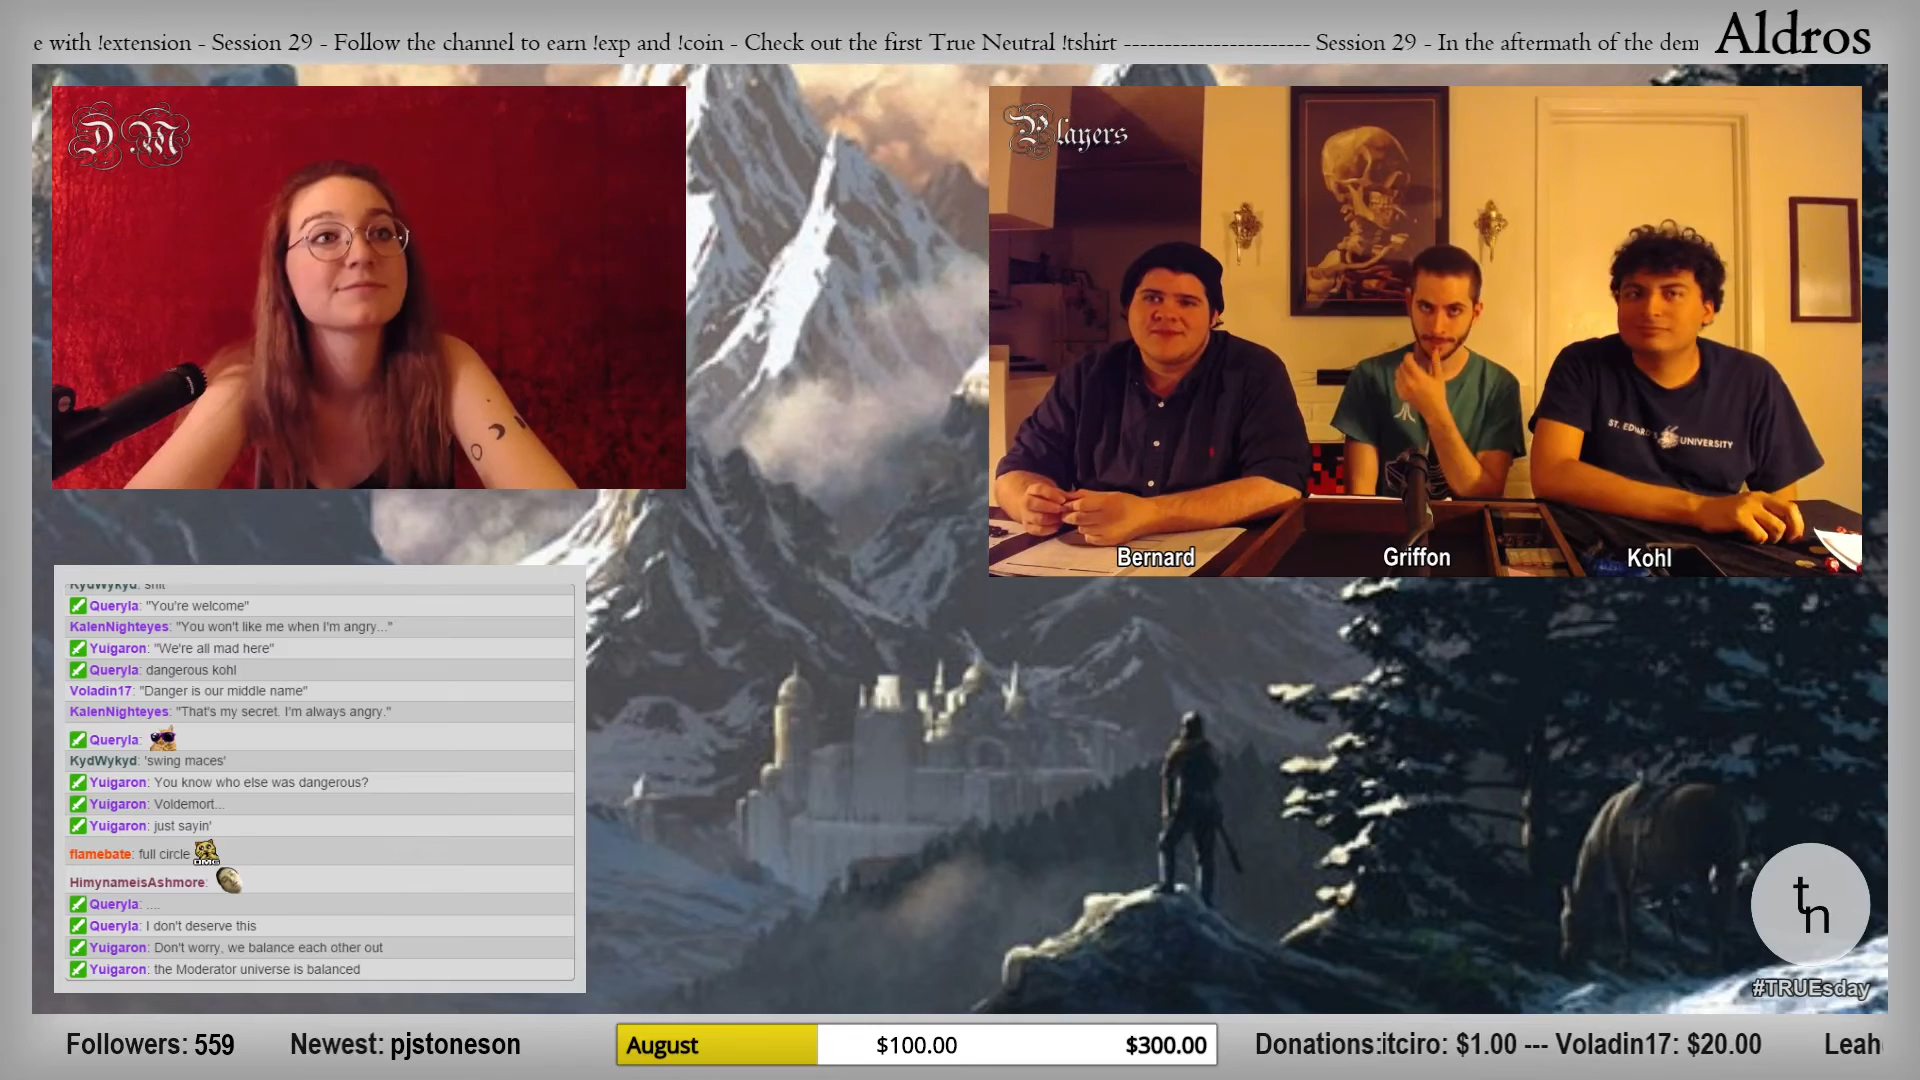 e with !extension - Session 29 - Follow the channel to earn !exp and !coin - Check out the first True Neutral !tshirt ----------------------- Session 29 - In the aftermath of the dem
Aldros
D.M
Players
ST. EDWARD'S UNIVERSITY
Bernard
Griffon
Kohl
KydWykyd: shit
Queryla: "You're welcome"
KalenNighteyes: "You won't like me when I'm angry..."
Yuigaron: "We're all mad here"
Queryla: dangerous kohl
Voladin17: "Danger is our middle name"
KalenNighteyes: "That's my secret. I'm always angry."
Queryla:
KydWykyd: 'swing maces'
Yuigaron: You know who else was dangerous?
Yuigaron: Voldemort...
Yuigaron: just sayin'
flamebate: full circle
OMG
HimynameisAshmore:
Queryla: ....
Queryla: I don't deserve this
Yuigaron: Don't worry, we balance each other out
Yuigaron: the Moderator universe is balanced
tn
#TRUEsday
Followers: 559
Newest: pjstoneson
August $100.00 $300.00
Donations: itciro: $1.00 --- Voladin17: $20.00 Leah